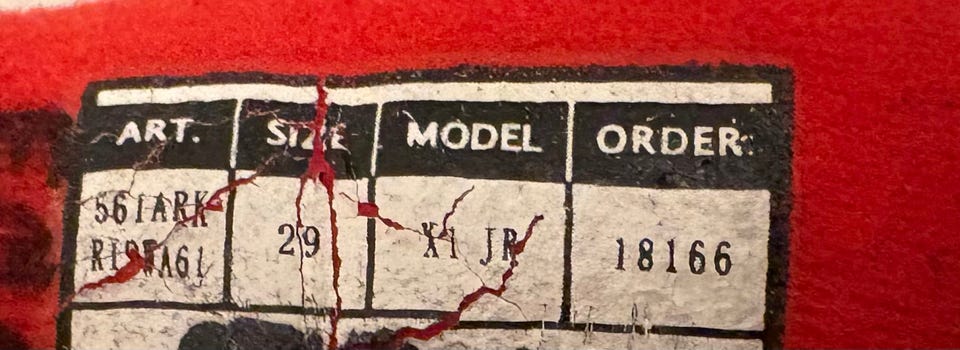 ART. SIZE MODEL ORDER
561ARK 29 X1 JR 18166